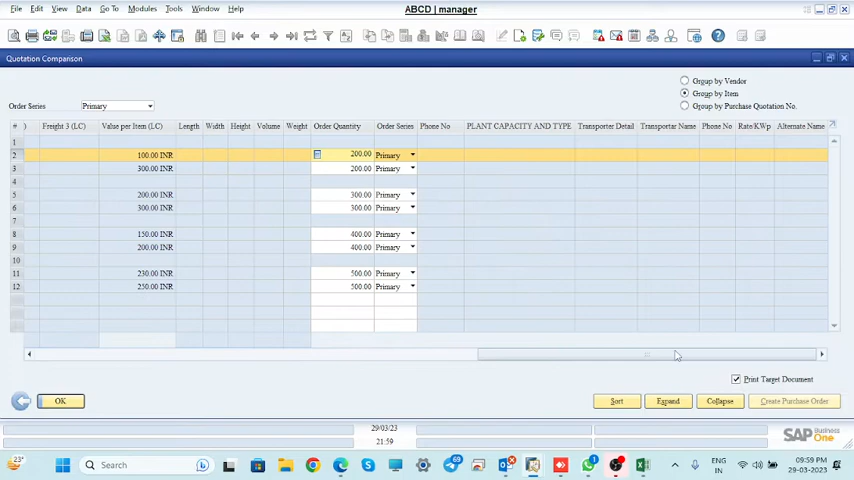 ABCD | manager
File Edit View Data Go To Modules Tools Window Help
Quotation Comparison
Group by Vendor
Group by Item
Group by Purchase Quotation No.
Order Series Primary
# ) Freight 3 (LC) Value per Item (LC) Length Width Height Volume Weight Order Quantity Order Series Phone No PLANT CAPACITY AND TYPE Transporter Detail Transportar Name Phone No Rate/KWp Alternate Name
1
2 100.00 INR 200.00 Primary
3 300.00 INR 200.00 Primary
4
5 200.00 INR 300.00 Primary
6 300.00 INR 300.00 Primary
7
8 150.00 INR 400.00 Primary
9 200.00 INR 400.00 Primary
10
11 230.00 INR 500.00 Primary
12 250.00 INR 500.00 Primary
Print Target Document
OK Sort Expand Collapse Create Purchase Order
29/03/23
21:59
SAP Business One
23° Search 69 1 ENG IN 09:59 PM 29-03-2023